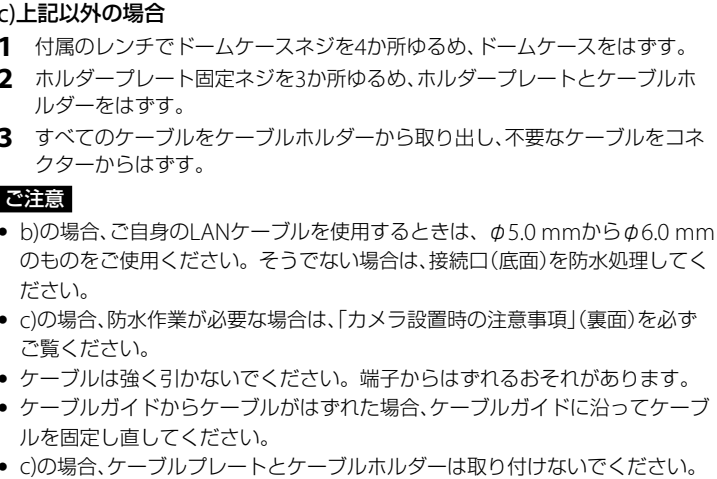 c)上記以外の場合
1 付属のレンチでドームケースネジを4か所ゆるめ、ドームケースをはずす。
2 ホルダープレート固定ネジを3か所ゆるめ、ホルダープレートとケーブルホ
ルダーをはずす。
3 すべてのケーブルをケーブルホルダーから取り出し、不要なケーブルをコネ
クターからはずす。
ご注意
• b)の場合、ご自身のLANケーブルを使用するときは、φ5.0 mmからφ6.0 mm
のものをご使用ください。そうでない場合は、接続口（底面）を防水処理してく
ださい。
• c)の場合、防水作業が必要な場合は、「カメラ設置時の注意事項」（裏面）を必ず
ご覧ください。
• ケーブルは強く引かないでください。端子からはずれるおそれがあります。
• ケーブルガイドからケーブルがはずれた場合、ケーブルガイドに沿ってケーブ
ルを固定し直してください。
• c)の場合、ケーブルプレートとケーブルホルダーは取り付けないでください。